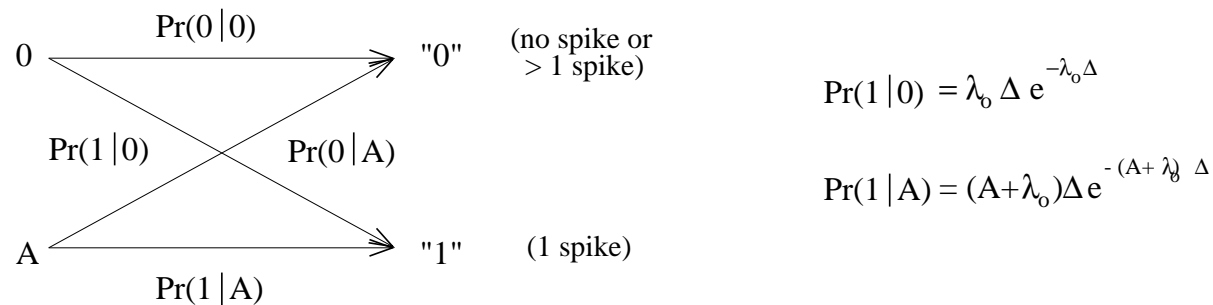 Pr(0|0)
0 "0" (no spike or
> 1 spike)
Pr(1|0) Pr(0|A)
A "1" (1 spike)
Pr(1|A)
Pr(1|0) = λₒ Δ e^{−λₒΔ}
Pr(1|A) = (A+λₒ)Δ e^{- (A+ λₒ) Δ}